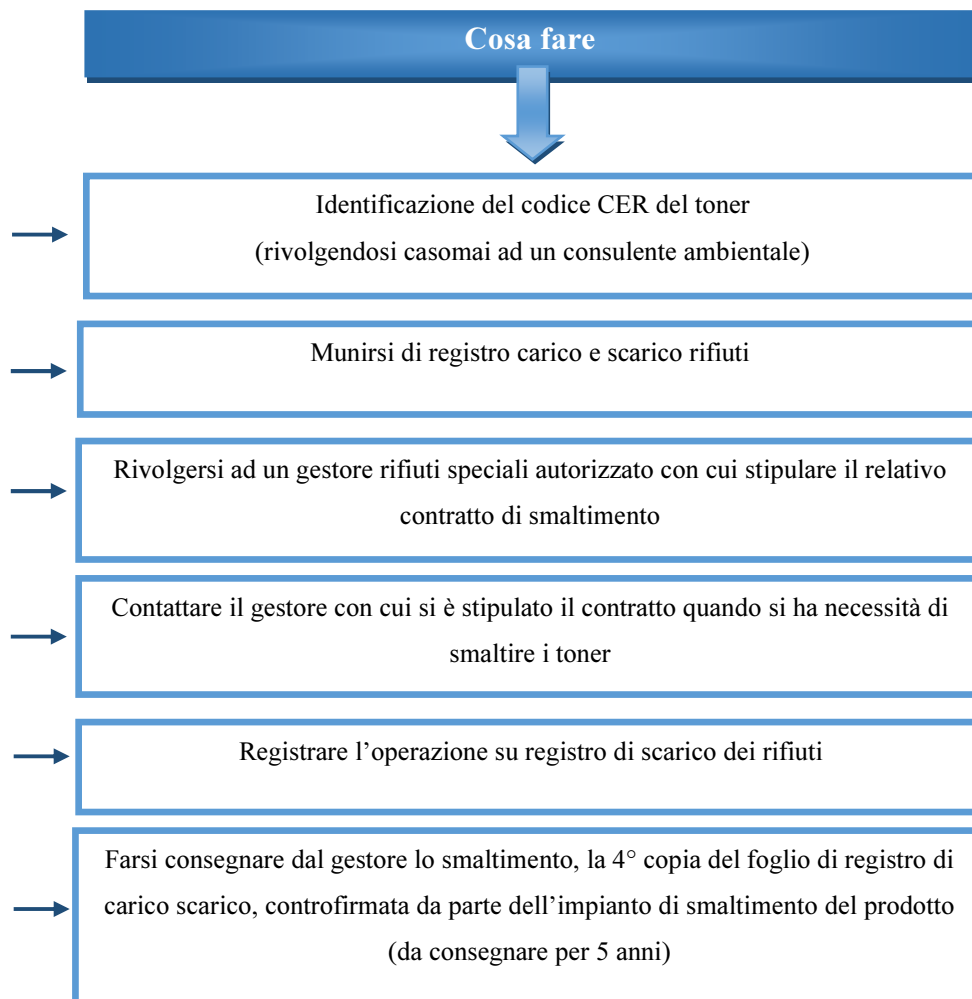 Cosa fare
Identificazione del codice CER del toner
(rivolgendosi casomai ad un consulente ambientale)
Munirsi di registro carico e scarico rifiuti
Rivolgersi ad un gestore rifiuti speciali autorizzato con cui stipulare il relativo
contratto di smaltimento
Contattare il gestore con cui si è stipulato il contratto quando si ha necessità di
smaltire i toner
Registrare l’operazione su registro di scarico dei rifiuti
Farsi consegnare dal gestore lo smaltimento, la 4° copia del foglio di registro di
carico scarico, controfirmata da parte dell’impianto di smaltimento del prodotto
(da consegnare per 5 anni)